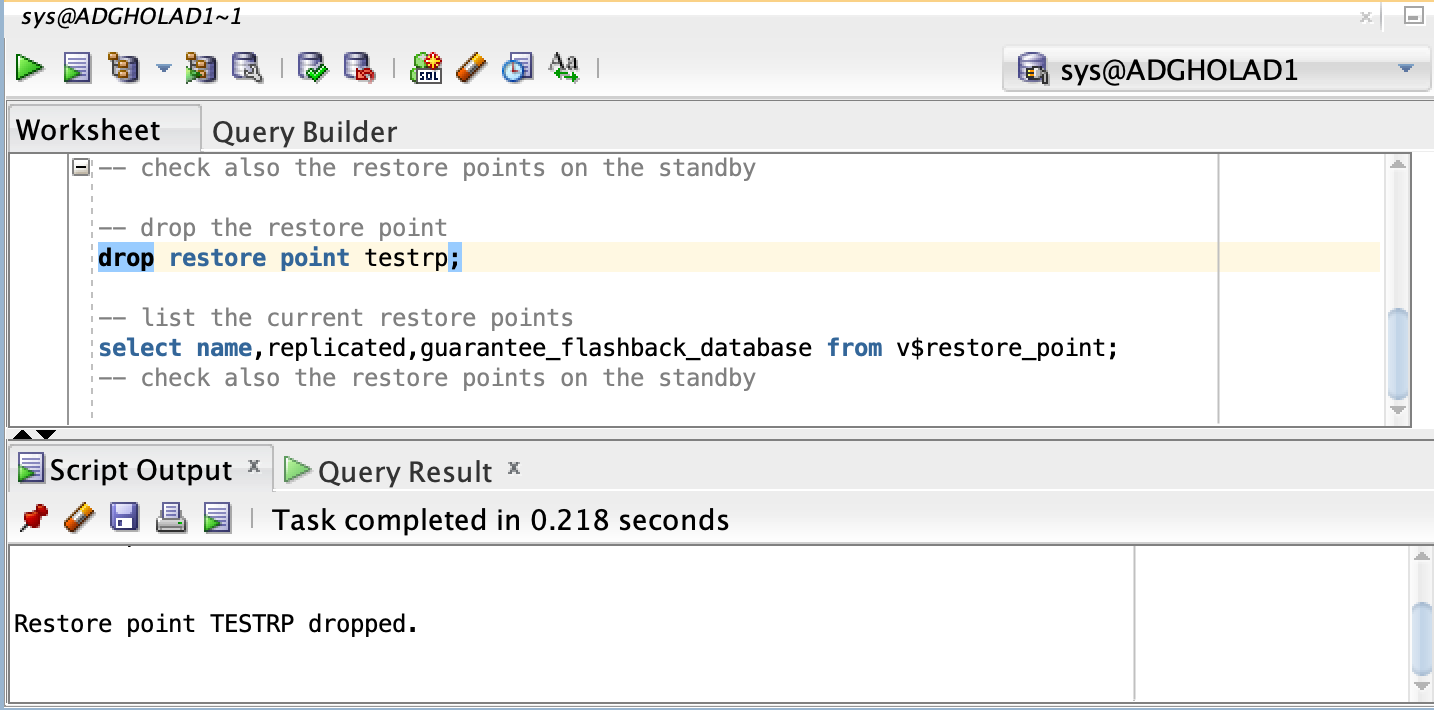 sys@ADGHOLAD1~1
sys@ADGHOLAD1
Worksheet Query Builder
-- check also the restore points on the standby
-- drop the restore point
drop restore point testrp;
-- list the current restore points
select name,replicated,guarantee_flashback_database from v$restore_point;
-- check also the restore points on the standby
Script Output x Query Result x
Task completed in 0.218 seconds
Restore point TESTRP dropped.